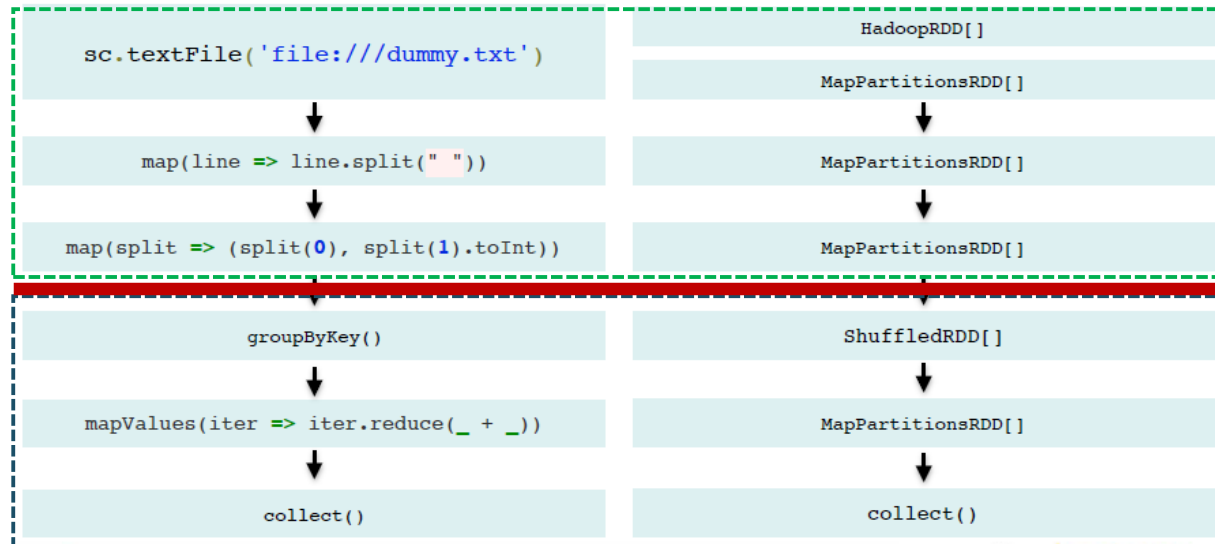 sc.textFile('file:///dummy.txt')
HadoopRDD[]
MapPartitionsRDD[]
map(line => line.split(" "))
MapPartitionsRDD[]
map(split => (split(0), split(1).toInt))
MapPartitionsRDD[]
groupByKey()
ShuffledRDD[]
mapValues(iter => iter.reduce(_ + _))
MapPartitionsRDD[]
collect()
collect()